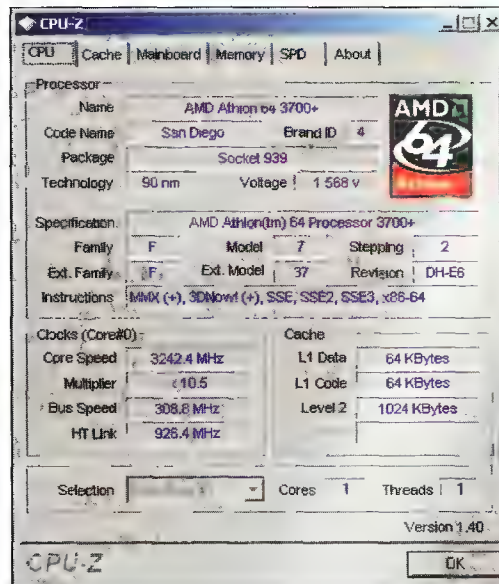 CPU-Z
CPU Cache Mainboard Memory SPD About
Processor
Name AMD Athlon 64 3700+
Code Name San Diego Brand ID 4
Package Socket 939
Technology 90 nm Voltage 1.568 v
AMD
64
Specification AMD Athlon(tm) 64 Processor 3700+
Family F Model 7 Stepping 2
Ext. Family F Ext. Model 37 Revision DH-E6
Instructions MMX (+), 3DNow! (+), SSE, SSE2, SSE3, x86-64
Clocks (Core#0)
Core Speed 3242.4 MHz
Multiplier x 10.5
Bus Speed 308.8 MHz
HT Link 926.4 MHz
Cache
L1 Data 64 KBytes
L1 Code 64 KBytes
Level 2 1024 KBytes
Selection Cores 1 Threads 1
Version 1.40
CPU-Z OK